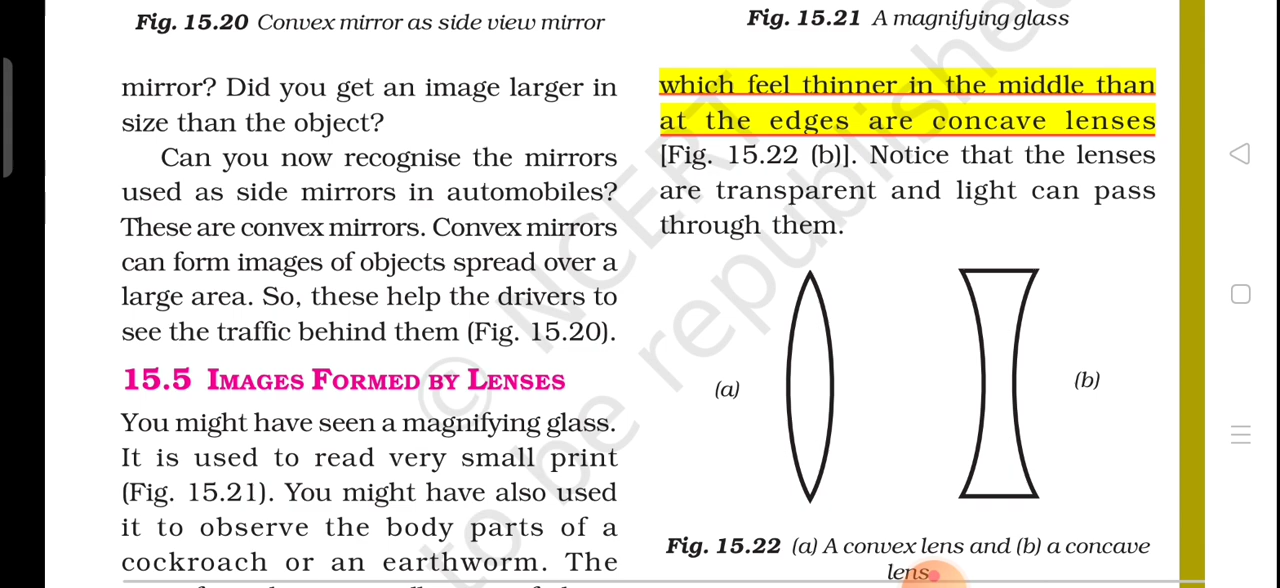 Fig. 15.20 Convex mirror as side view mirror
mirror? Did you get an image larger in
size than the object?
Can you now recognise the mirrors
used as side mirrors in automobiles?
These are convex mirrors. Convex mirrors
can form images of objects spread over a
large area. So, these help the drivers to
see the traffic behind them (Fig. 15.20).
15.5 IMAGES FORMED BY LENSES
You might have seen a magnifying glass.
It is used to read very small print
(Fig. 15.21). You might have also used
it to observe the body parts of a
cockroach or an earthworm. The
Fig. 15.21 A magnifying glass
which feel thinner in the middle than
at the edges are concave lenses
[Fig. 15.22 (b)]. Notice that the lenses
are transparent and light can pass
through them.
(a)
(b)
Fig. 15.22 (a) A convex lens and (b) a concave
lens
© NCERT
to be republished